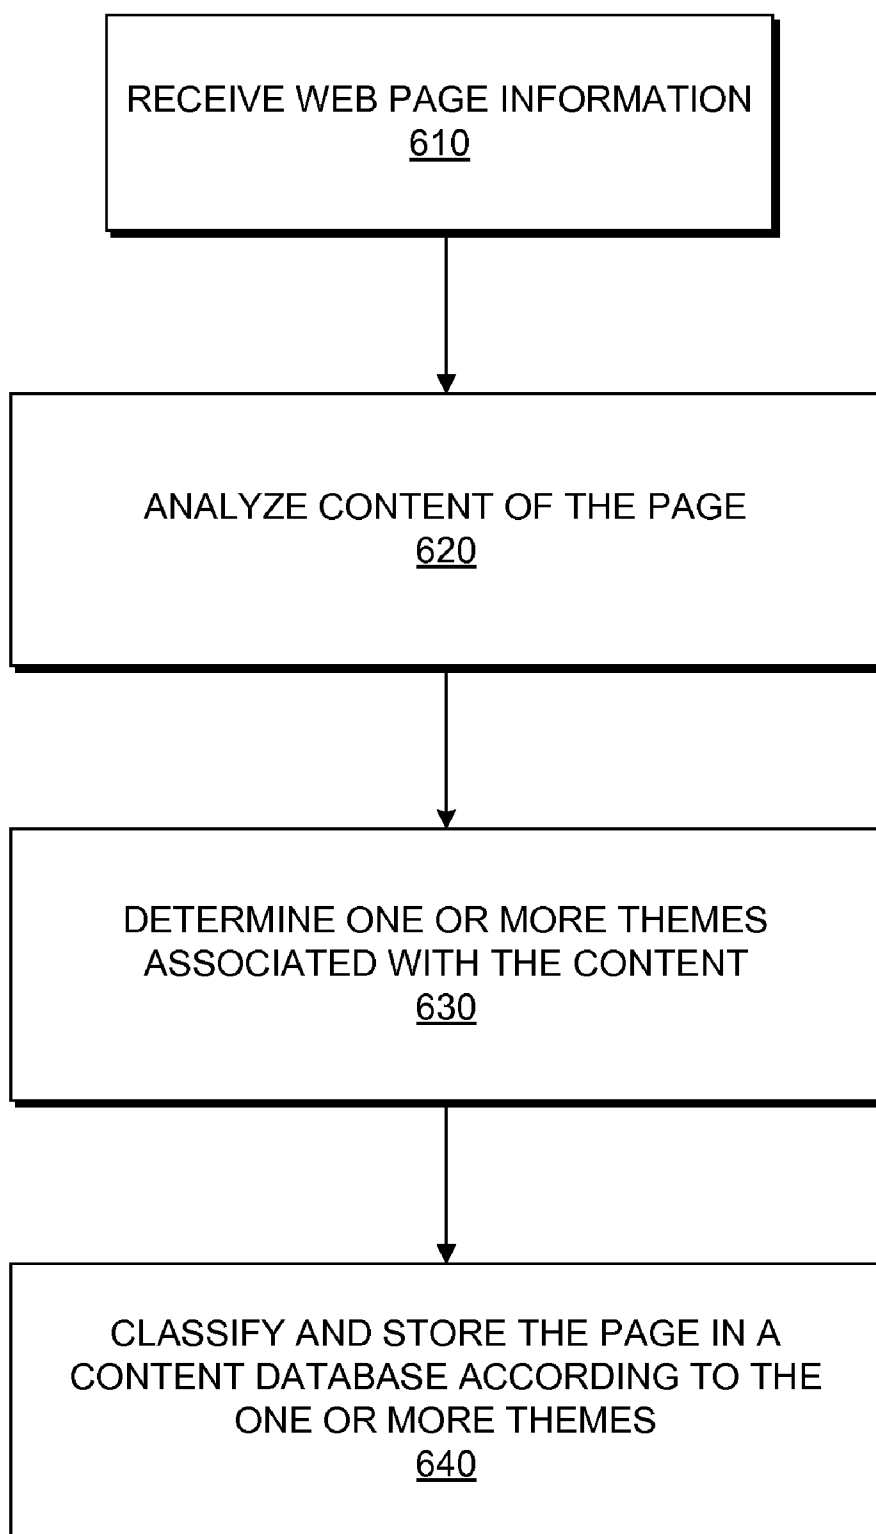 RECEIVE WEB PAGE INFORMATION
610
ANALYZE CONTENT OF THE PAGE
620
DETERMINE ONE OR MORE THEMES
ASSOCIATED WITH THE CONTENT
630
CLASSIFY AND STORE THE PAGE IN A
CONTENT DATABASE ACCORDING TO THE
ONE OR MORE THEMES
640